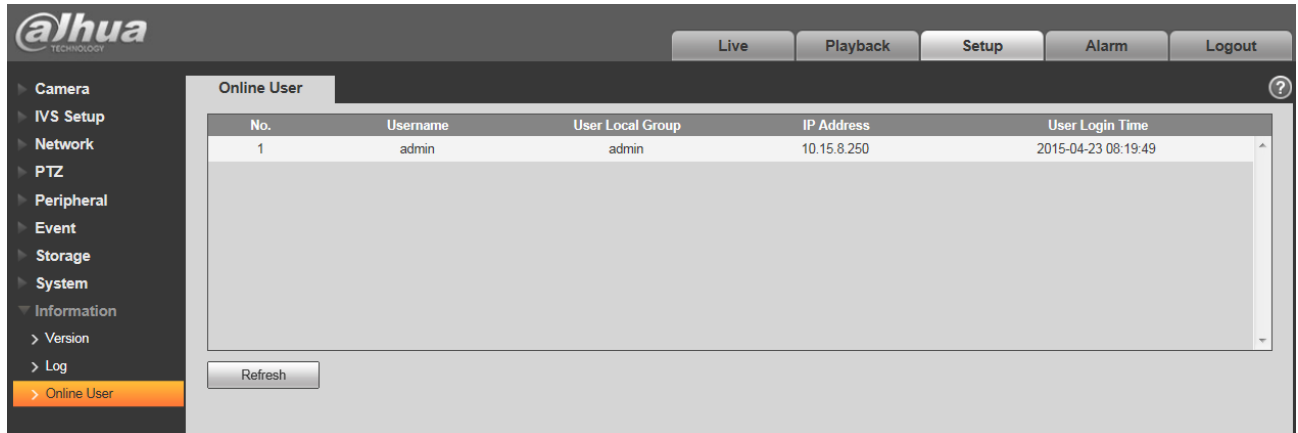 alhua
TECHNOLOGY
Live Playback Setup Alarm Logout
Camera
IVS Setup
Network
PTZ
Peripheral
Event
Storage
System
Information
Version
Log
Online User
Online User
?
No. Username User Local Group IP Address User Login Time
1 admin admin 10.15.8.250 2015-04-23 08:19:49
Refresh